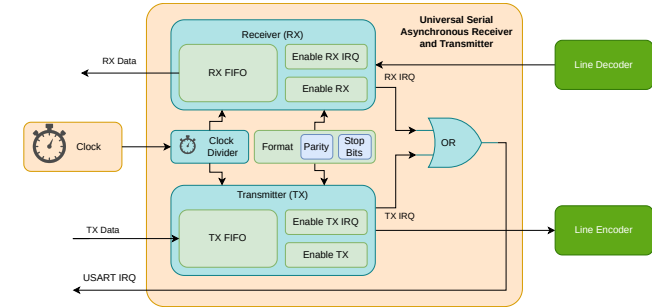 Universal Serial
Asynchronous Receiver
and Transmitter
Receiver (RX)
RX FIFO
Enable RX IRQ
Enable RX
RX Data
RX IRQ
Line Decoder
Clock
Clock
Divider
Format
Parity
Stop
Bits
OR
Transmitter (TX)
TX FIFO
Enable TX IRQ
Enable TX
TX IRQ
TX Data
Line Encoder
USART IRQ